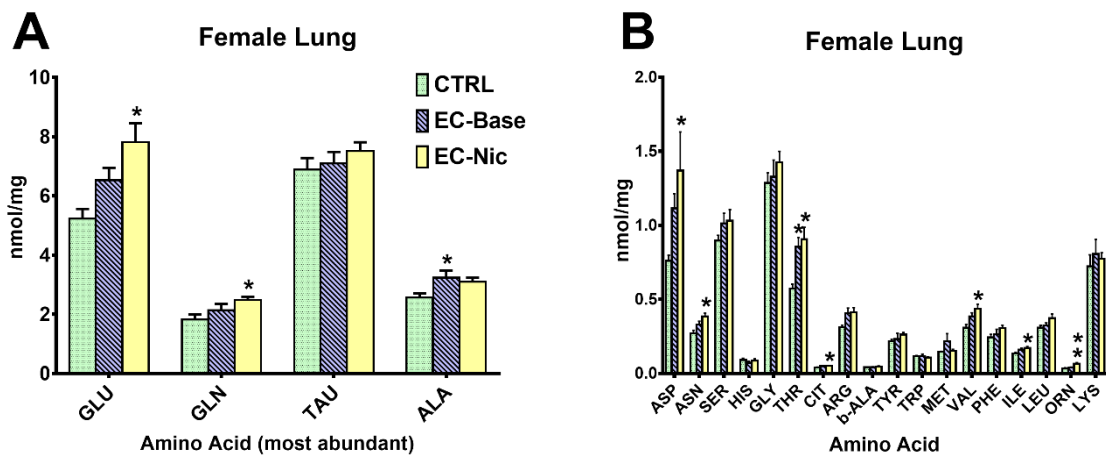 A
Female Lung
10
8
6
4
2
0
nmol/mg
CTRL
EC-Base
EC-Nic
*
*
*
GLU
GLN
TAU
ALA
Amino Acid (most abundant)
B
Female Lung
2.0
1.5
1.0
0.5
0.0
nmol/mg
*
*
*
*
*
*
*
*
*
ASP
ASN
SER
HIS
GLY
THR
CIT
ARG
b-ALA
TYR
TRP
MET
VAL
PHE
ILE
LEU
ORN
LYS
Amino Acid